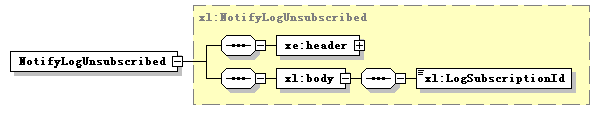 xl:NotifyLogUnsubscribed
xe:header
NotifyLogUnsubscribed
xl:body
xl:LogSubscriptionId